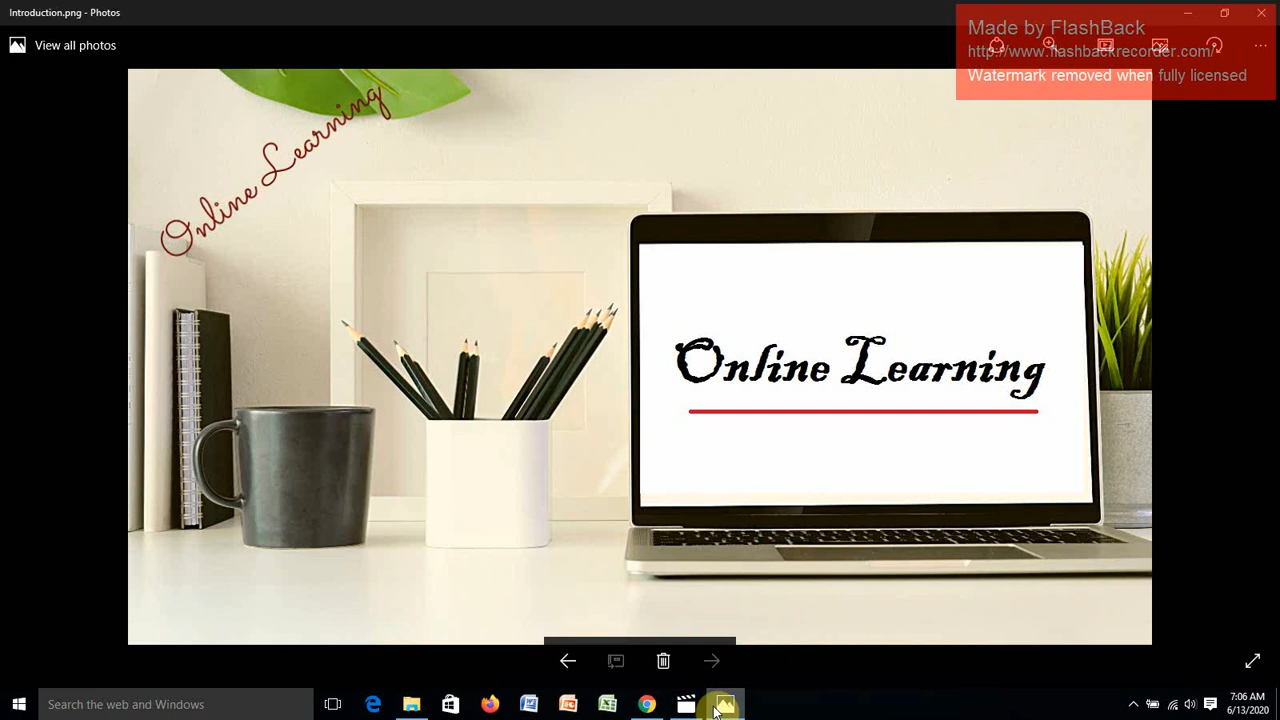 Introduction.png - Photos
View all photos
Made by FlashBack
http://www.flashbackrecorder.com/
Watermark removed when fully licensed
Online Learning
Online Learning
Search the web and Windows
7:06 AM
6/13/2020